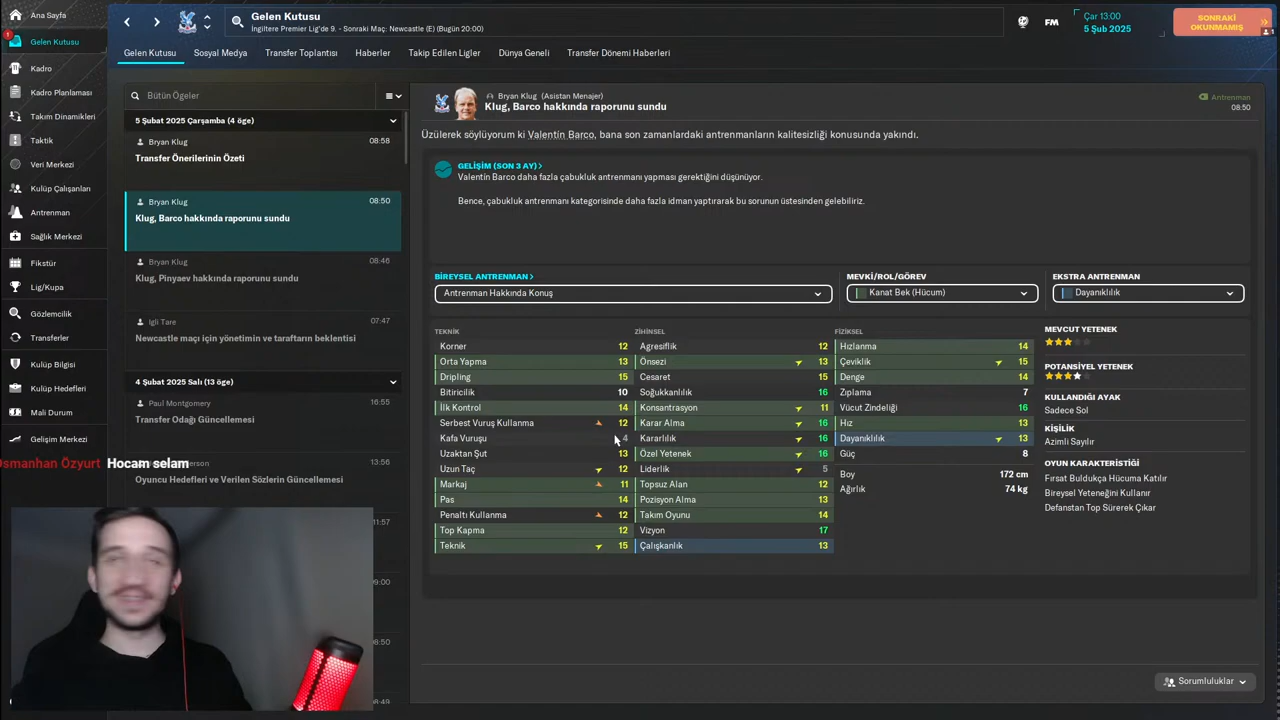 Ana Sayfa
1
Gelen Kutusu
Kadro
Kadro Planlaması
Takım Dinamikleri
Taktik
Veri Merkezi
Kulüp Çalışanları
Antrenman
Sağlık Merkezi
Fikstür
Lig/Kupa
Gözlemcilik
Transferler
Kulüp Bilgisi
Kulüp Hedefleri
Mali Durum
Gelişim Merkezi
Gelen Kutusu
İngiltere Premier Lig'de 9. - Sonraki Maç: Newcastle (E) (Bugün 20:00)
FM
Çar 13:00
5 Şub 2025
SONRAKİ
OKUNMAMIŞ
1
Gelen Kutusu
Sosyal Medya
Transfer Toplantısı
Haberler
Takip Edilen Ligler
Dünya Geneli
Transfer Dönemi Haberleri
Bütün Ögeler
5 Şubat 2025 Çarşamba (4 öge)
Bryan Klug 08:58
Transfer Önerilerinin Özeti
Bryan Klug 08:50
Klug, Barco hakkında raporunu sundu
Bryan Klug 08:46
Klug, Pinyaev hakkında raporunu sundu
Igli Tare 07:47
Newcastle maçı için yönetimin ve taraftarın beklentisi
4 Şubat 2025 Salı (13 öge)
Paul Montgomery 16:55
Transfer Odağı Güncellemesi
13:56
Oyuncu Hedefleri ve Verilen Sözlerin Güncellemesi
11:57
09:00
08:50
08:49
Osmanhan Özyurt Hocam selam
Bryan Klug (Asistan Menajer)
Klug, Barco hakkında raporunu sundu
Antrenman
08:50
Üzülerek söylüyorum ki Valentín Barco, bana son zamanlardaki antrenmanların kalitesizliği konusunda yakındı.
GELİŞİM (SON 3 AY)
Valentín Barco daha fazla çabukluk antrenmanı yapması gerektiğini düşünüyor.
Bence, çabukluk antrenmanı kategorisinde daha fazla idman yaptırarak bu sorunun üstesinden gelebiliriz.
BİREYSEL ANTRENMAN
Antrenman Hakkında Konuş
MEVKİ/ROL/GÖREV
Kanat Bek (Hücum)
EKSTRA ANTRENMAN
Dayanıklılık
TEKNİK
Korner 12
Orta Yapma 13
Dripling 15
Bitiricilik 10
İlk Kontrol 14
Serbest Vuruş Kullanma 12
Kafa Vuruşu 4
Uzaktan Şut 13
Uzun Taç 12
Markaj 11
Pas 14
Penaltı Kullanma 12
Top Kapma 12
Teknik 15
ZİHİNSEL
Agresiflik 12
Önsezi 13
Cesaret 15
Soğukkanlılık 16
Konsantrasyon 11
Karar Alma 16
Kararlılık 16
Özel Yetenek 16
Liderlik 5
Topsuz Alan 12
Pozisyon Alma 13
Takım Oyunu 14
Vizyon 17
Çalışkanlık 13
FİZİKSEL
Hızlanma 14
Çeviklik 15
Denge 14
Zıplama 7
Vücut Zindeliği 16
Hız 13
Dayanıklılık 13
Güç 8
Boy 172 cm
Ağırlık 74 kg
MEVCUT YETENEK
POTANSİYEL YETENEK
KULLANDIĞI AYAK
Sadece Sol
KİŞİLİK
Azimli Sayılır
OYUN KARAKTERİSTİĞİ
Fırsat Buldukça Hücuma Katılır
Bireysel Yeteneğini Kullanır
Defanstan Top Sürerek Çıkar
Sorumluluklar